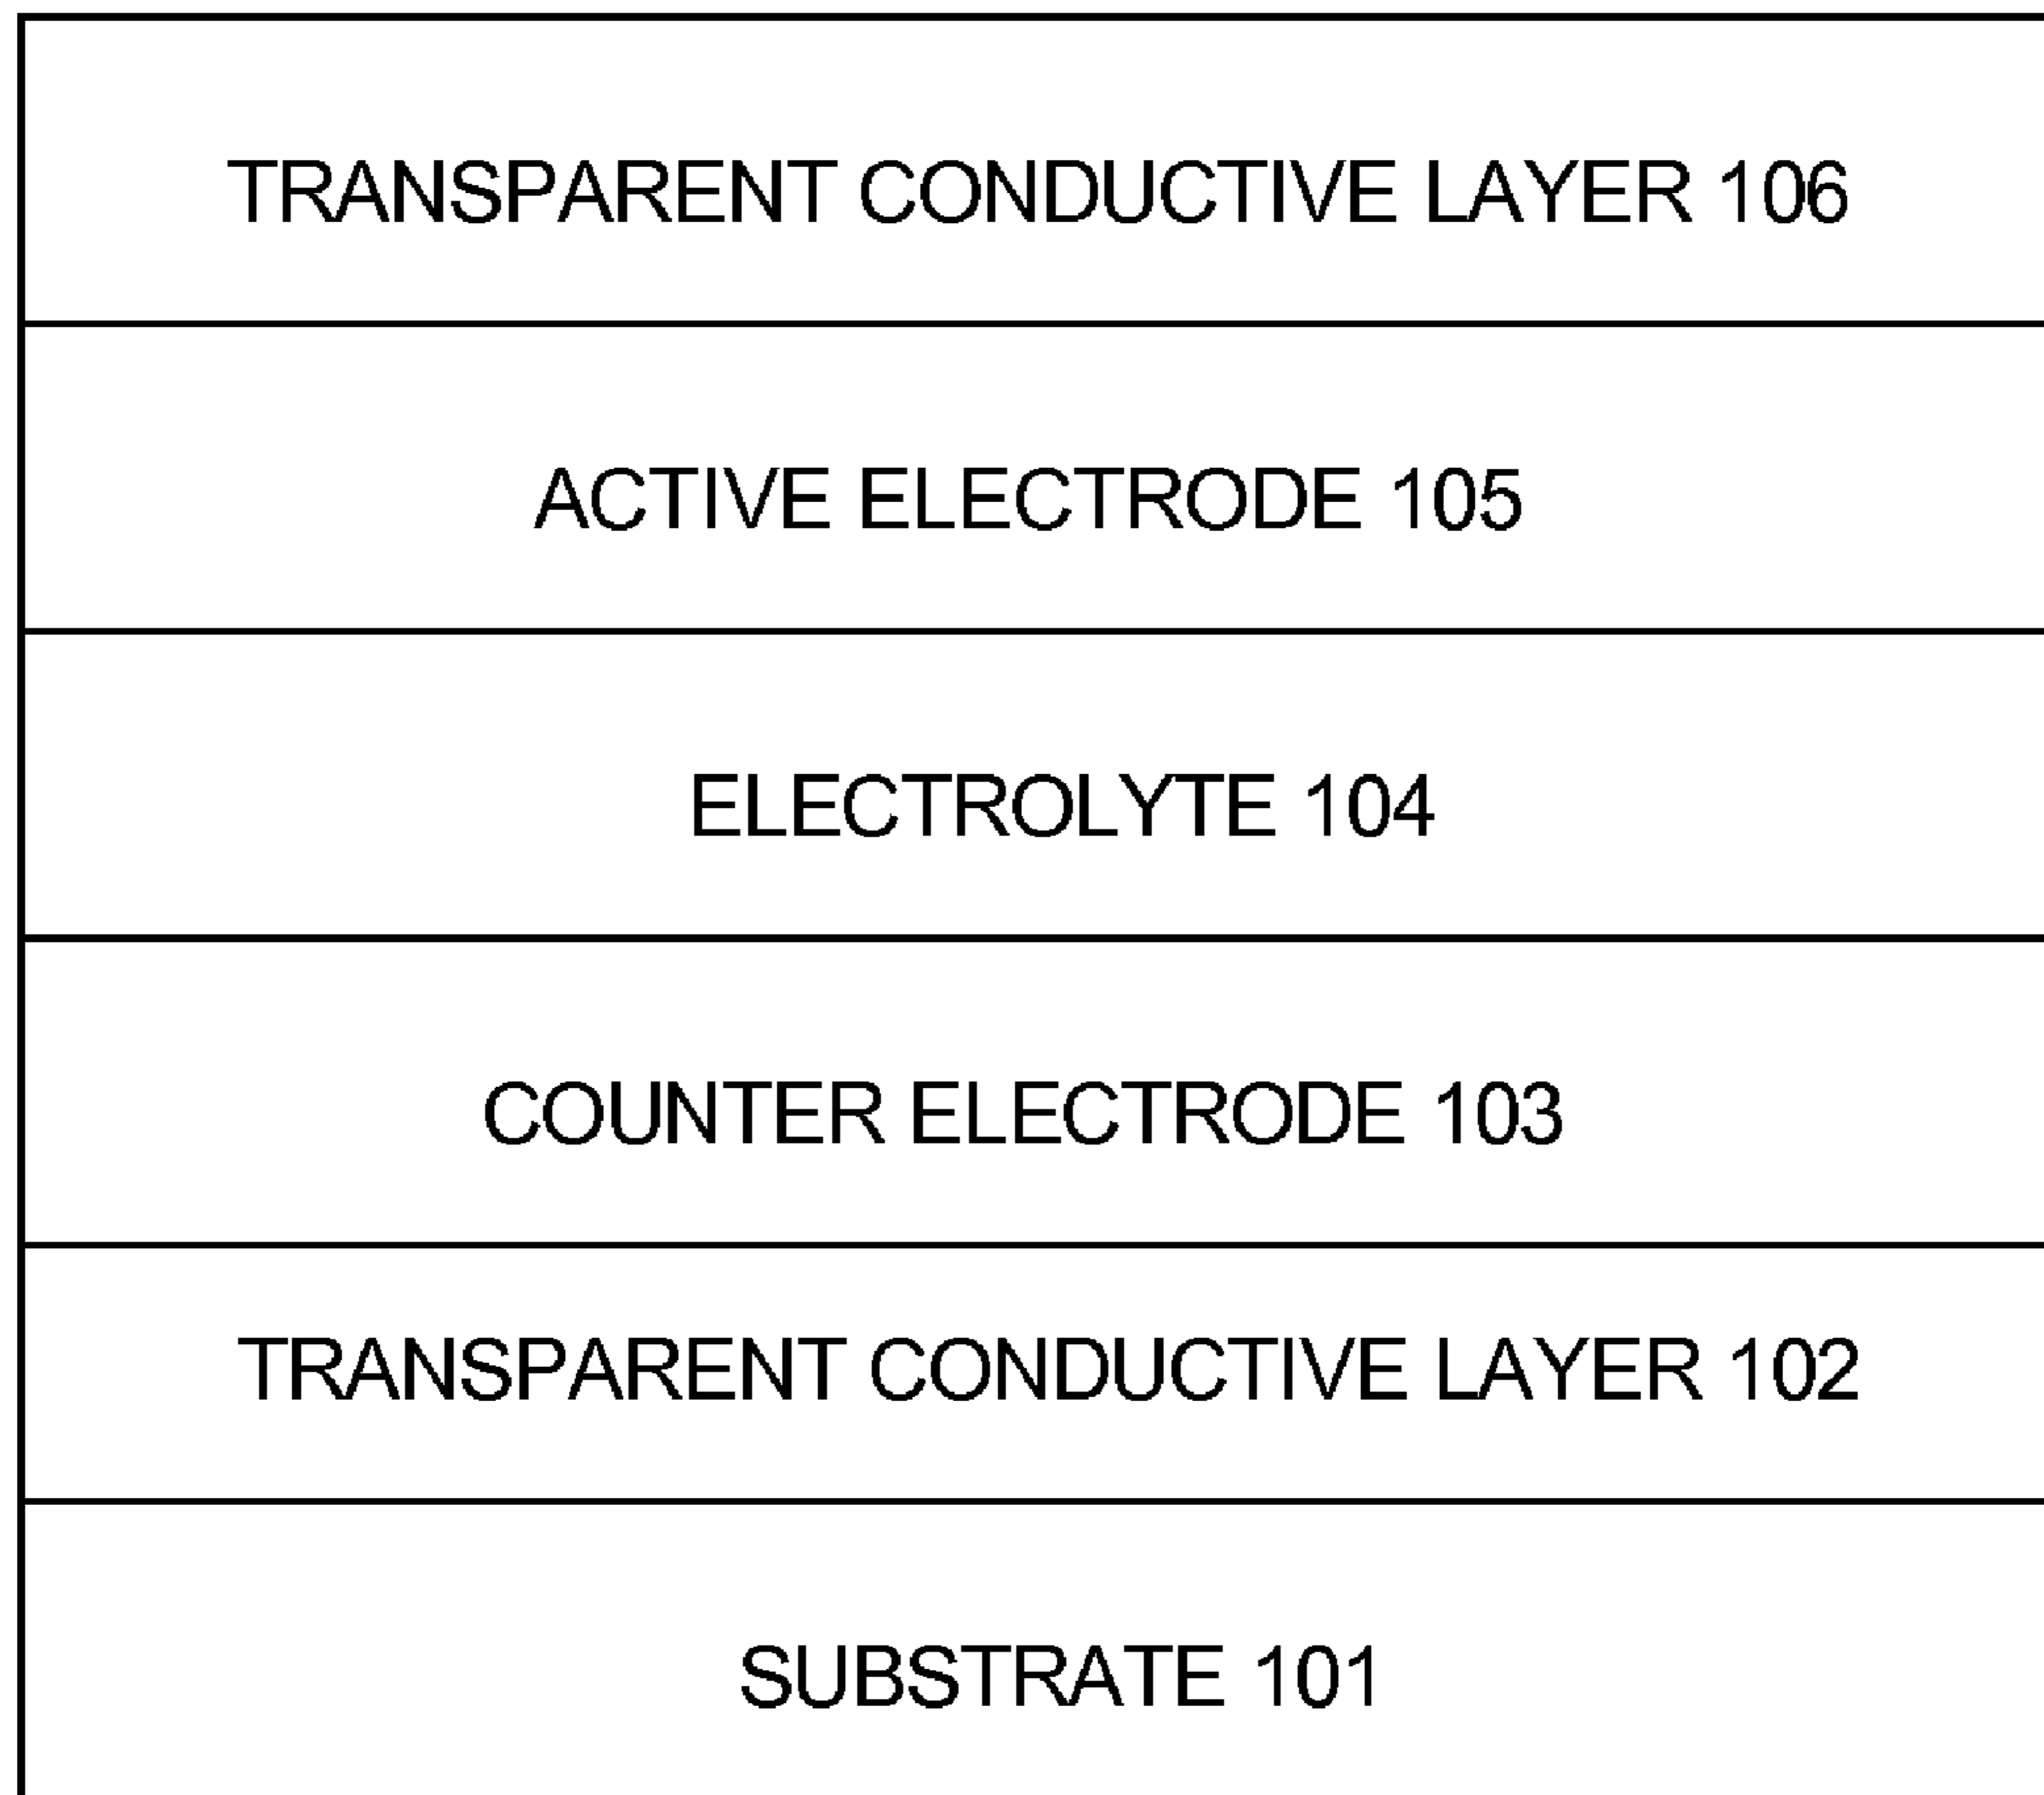 TRANSPARENT CONDUCTIVE LAYER 106
ACTIVE ELECTRODE 105
ELECTROLYTE 104
COUNTER ELECTRODE 103
TRANSPARENT CONDUCTIVE LAYER 102
SUBSTRATE 101